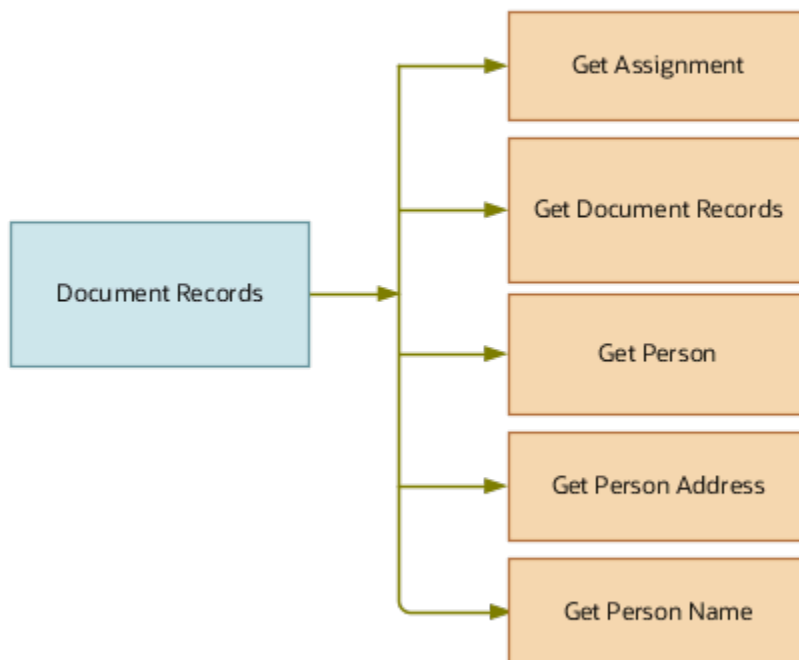 Get Assignment
Get Document Records
Document Records
Get Person
Get Person Address
Get Person Name